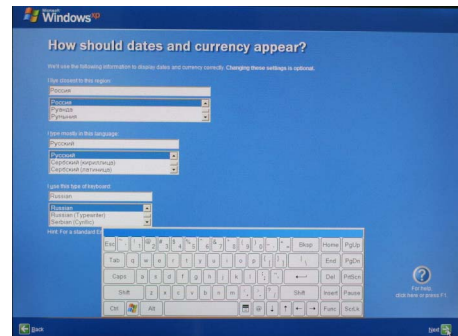 Microsoft
Windows xp
How should dates and currency appear?
We'll use the following information to display dates and currency correctly. Changing these settings is optional.
I live closest to this region:
Россия
Россия
Руанда
Румыния
I type mostly in this language:
Русский
Русский
Сербский (кириллица)
Сербский (латиница)
I use this type of keyboard:
Russian
Russian
Russian (Typewriter)
Serbian (Cyrillic)
Hint: For a standard
Esc Bksp Home PgUp
Tab q w e r t y u i o p End PgDn
Caps a s d f g h j k l Del PrtScn
Shift z x c v b n m Shift Insert Pause
Ctrl Alt Func ScrLk
For help,
click here or press F1.
Back
Next